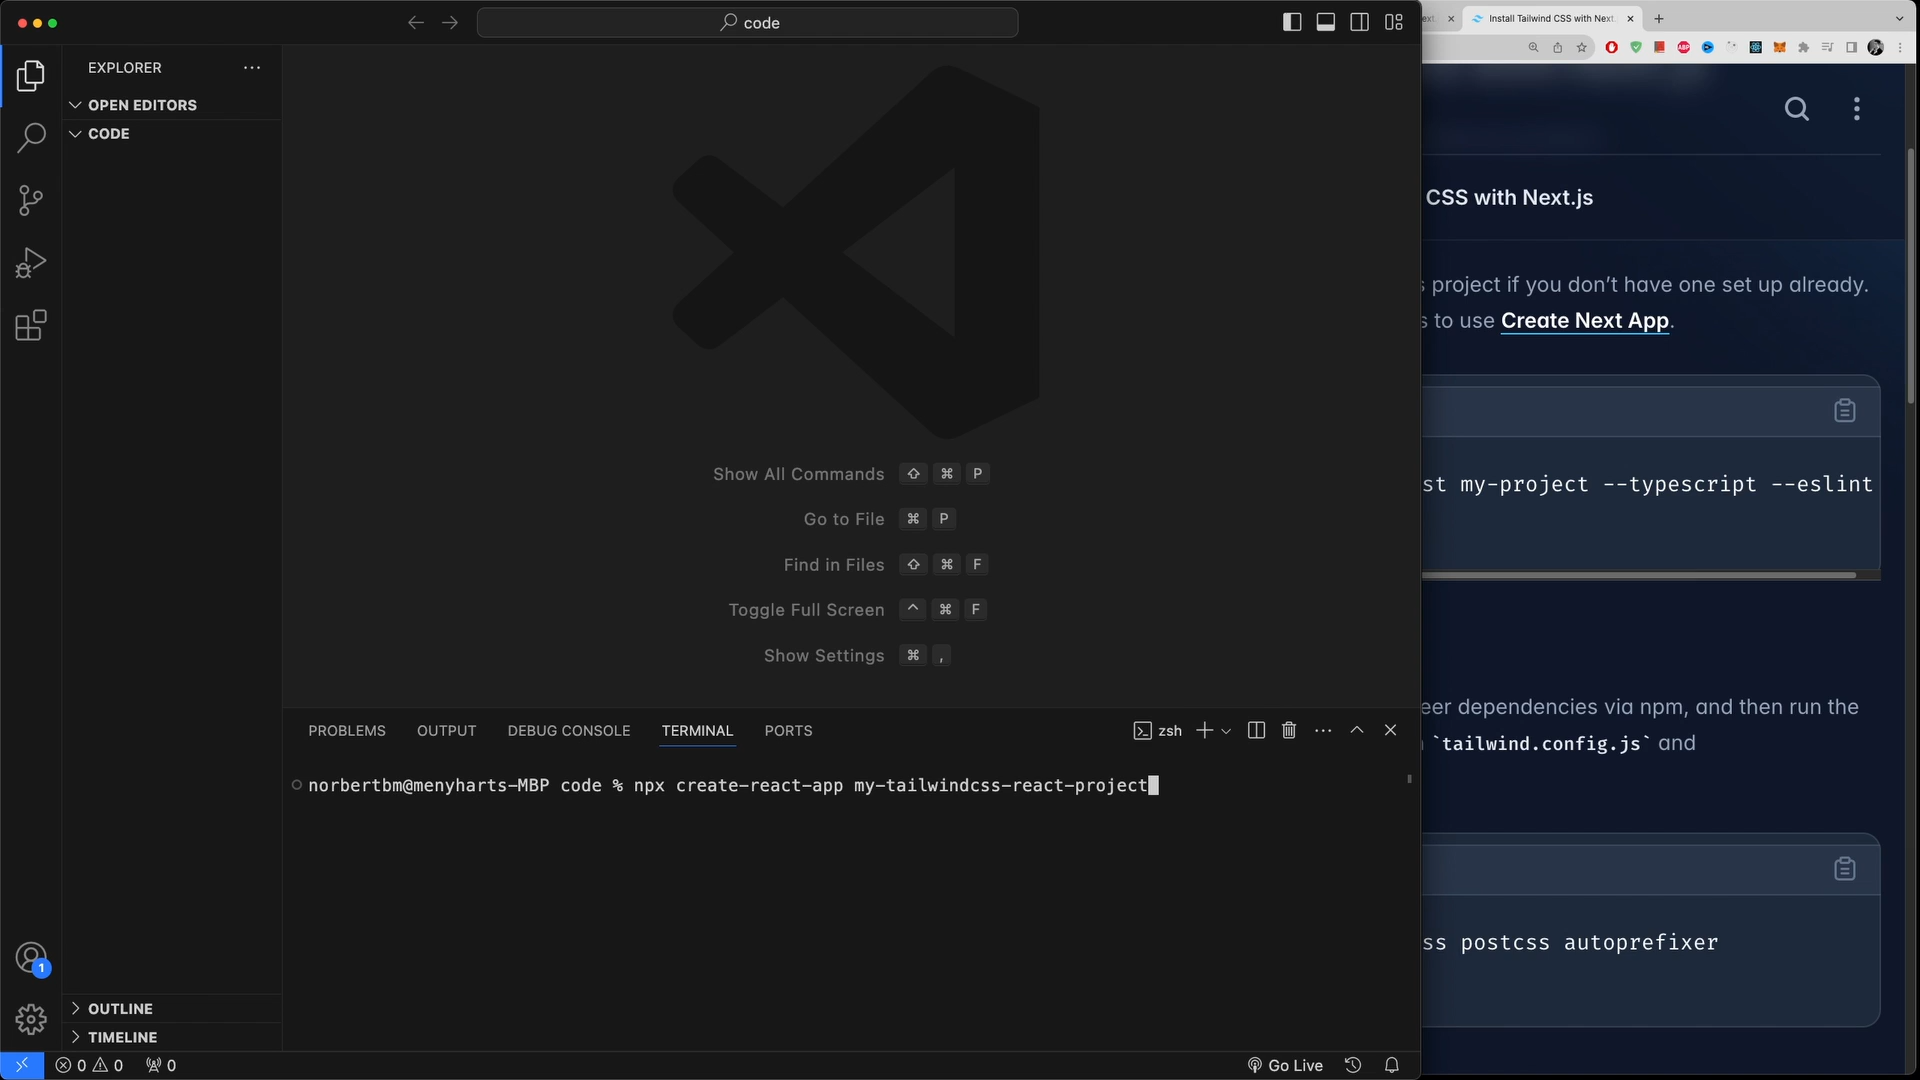 code
EXPLORER
OPEN EDITORS
CODE
Show All Commands ⇧ ⌘ P
Go to File ⌘ P
Find in Files ⇧ ⌘ F
Toggle Full Screen ^ ⌘ F
Show Settings ⌘ ,
PROBLEMS OUTPUT DEBUG CONSOLE TERMINAL PORTS zsh
norbertbm@menyharts-MBP code % npx create-react-app my-tailwindcss-react-project
OUTLINE
TIMELINE
1
0 0 0
Go Live
Install Tailwind CSS with Next.
ABP
CSS with Next.js
project if you don’t have one set up already.
s to use Create Next App.
st my-project --typescript --eslint
eer dependencies via npm, and then run the
`tailwind.config.js` and
ss postcss autoprefixer